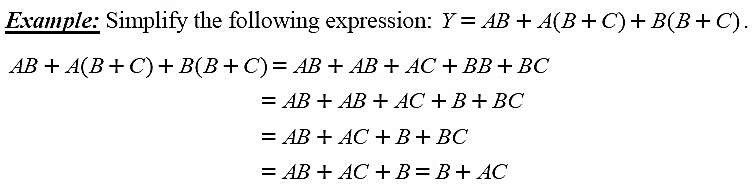 Example: Simplify the following expression: Y = AB + A(B + C) + B(B + C).
AB + A(B + C) + B(B + C) = AB + AB + AC + BB + BC
= AB + AB + AC + B + BC
= AB + AC + B + BC
= AB + AC + B = B + AC